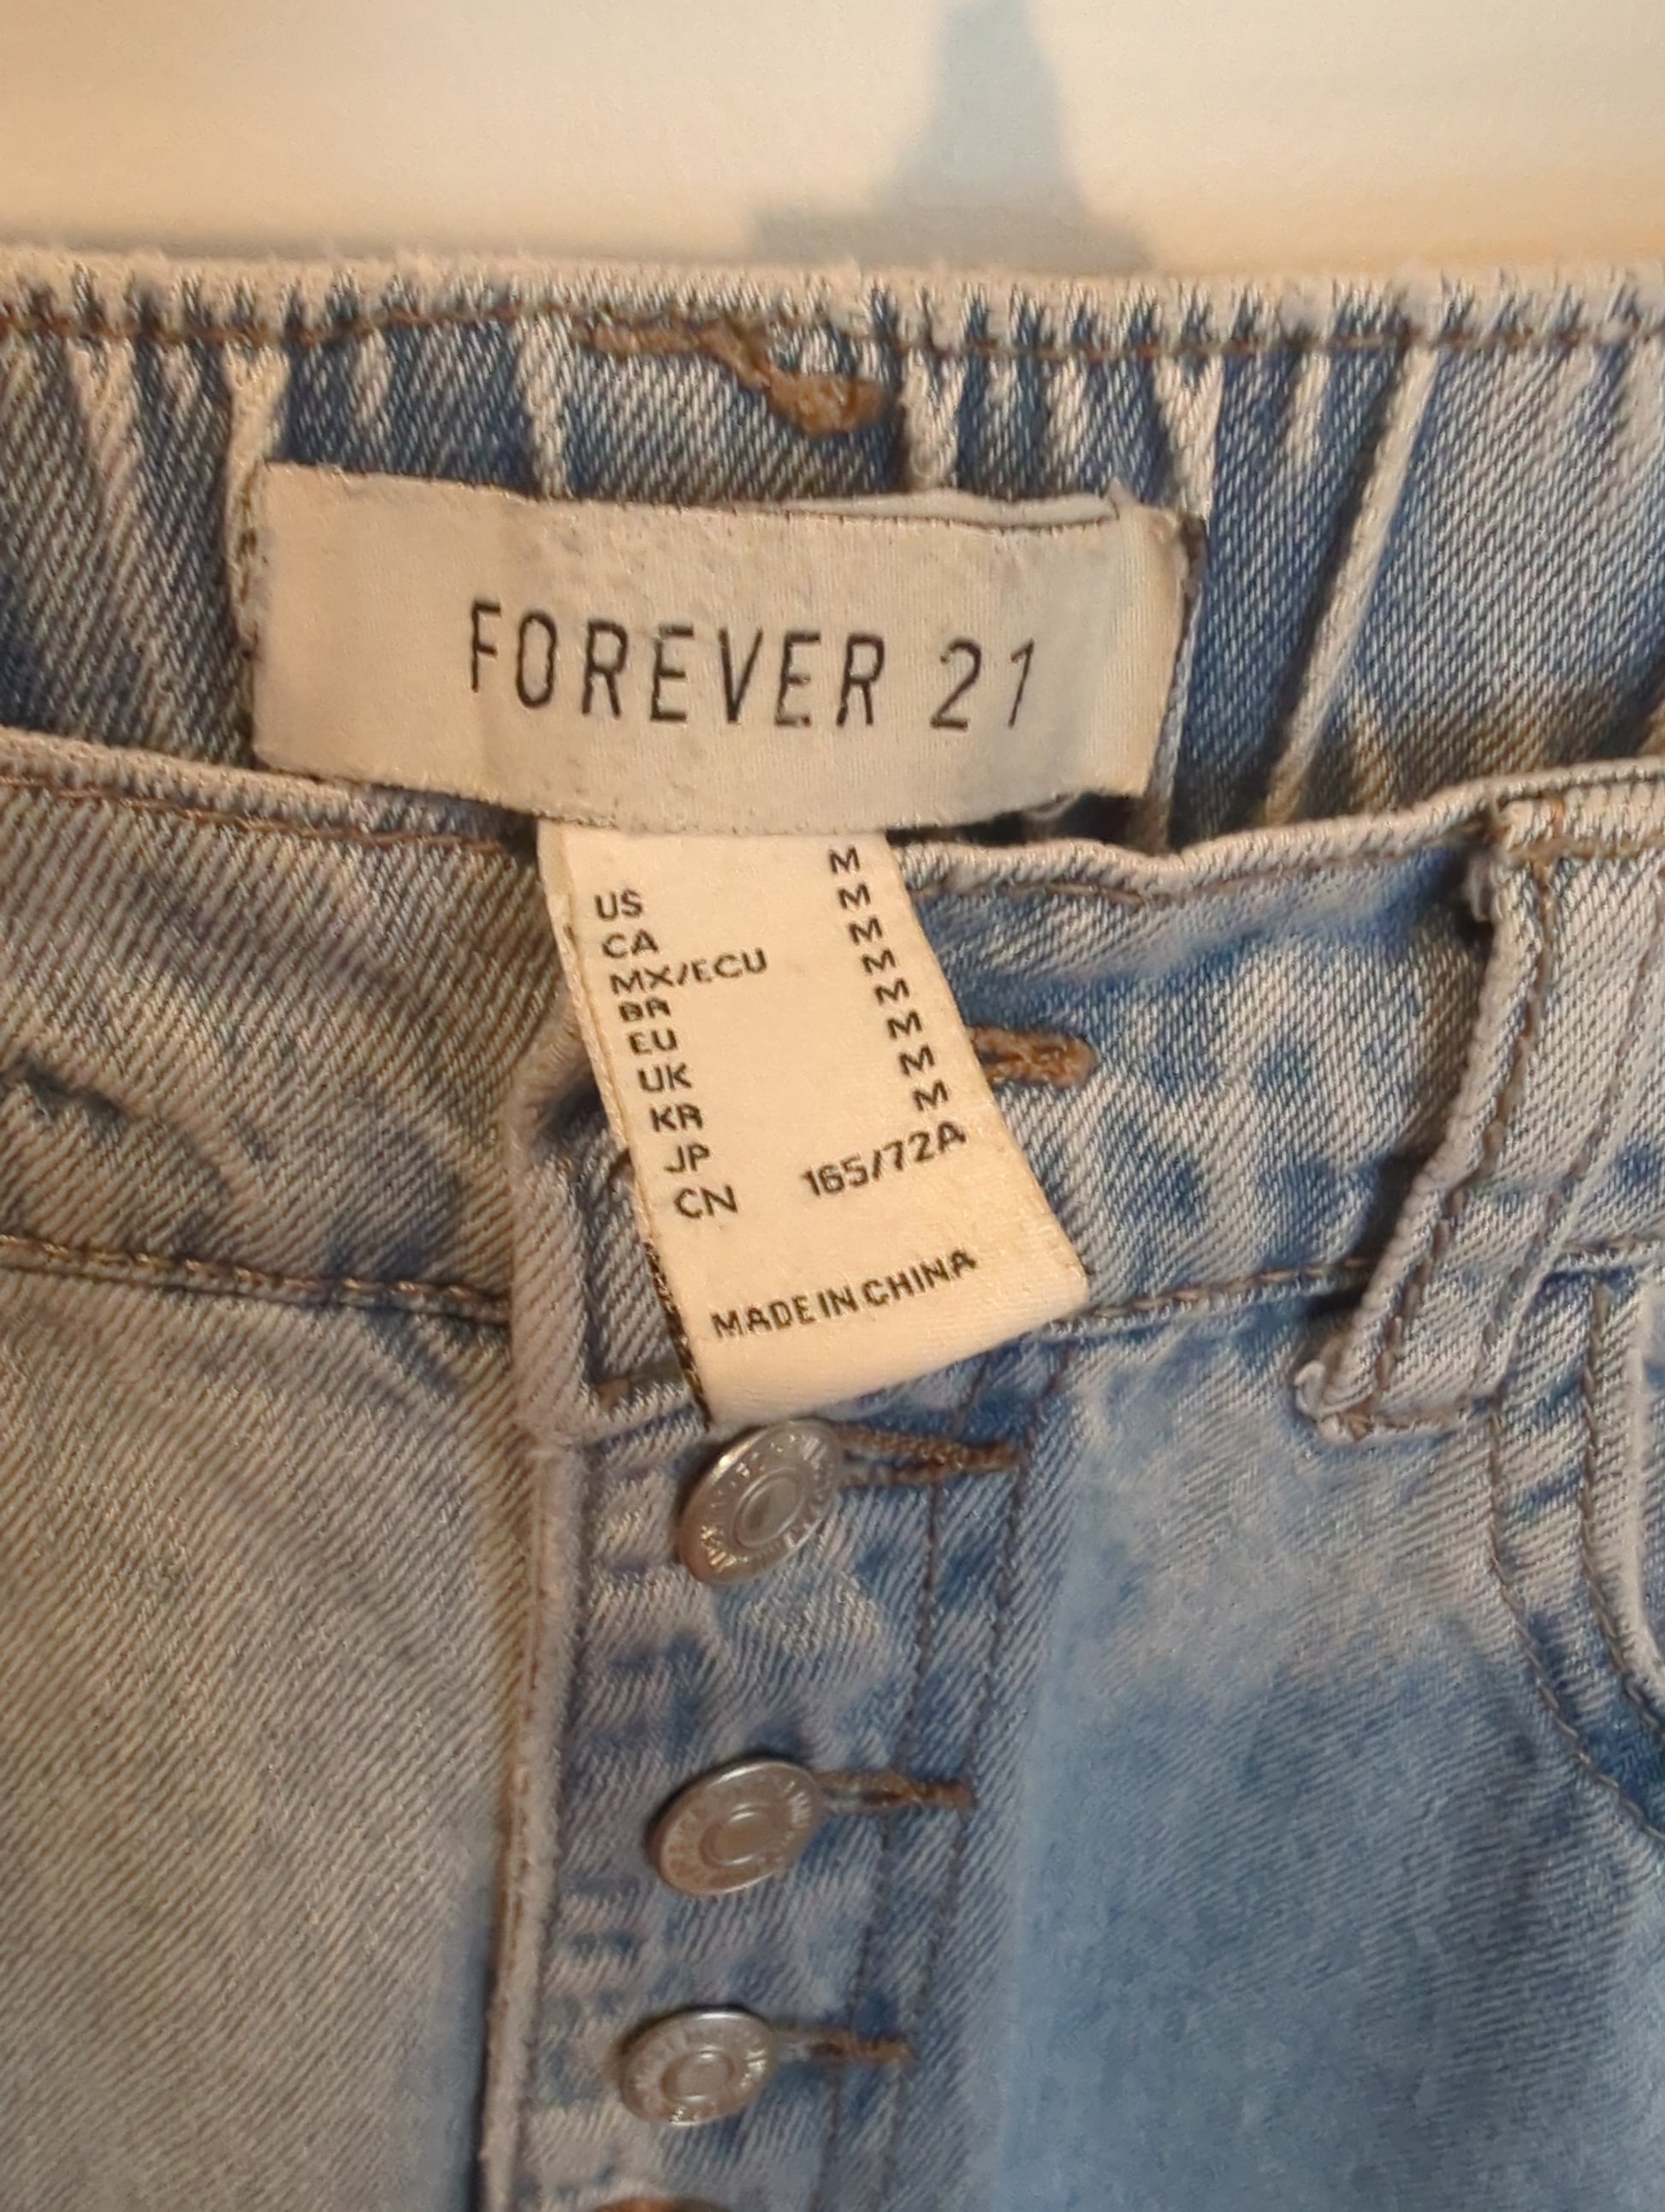 FOREVER 21
M
US M
CA M
MX/ECU M
BR M
EU M
UK M
KR M
JP
CN 165/72A
MADE IN CHINA